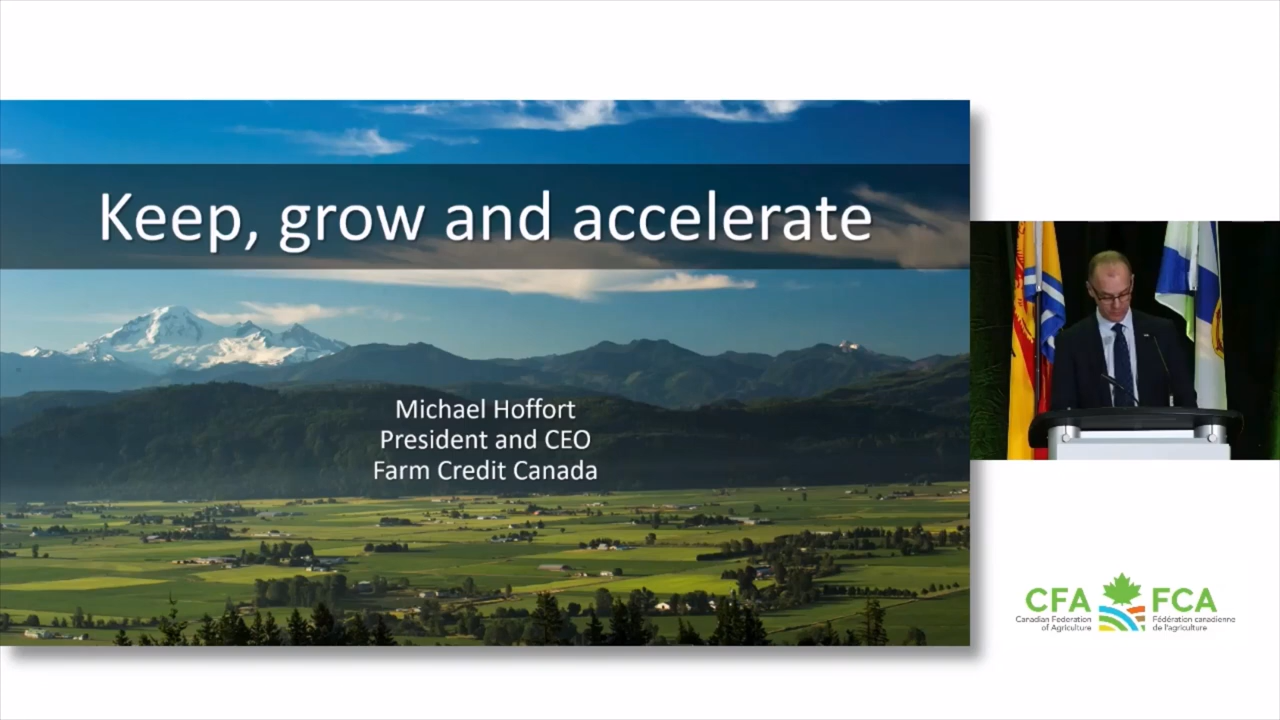 Keep, grow and accelerate
Michael Hoffort
President and CEO
Farm Credit Canada
CFA FCA
Canadian Federation
of Agriculture
Fédération canadienne
de l'agriculture